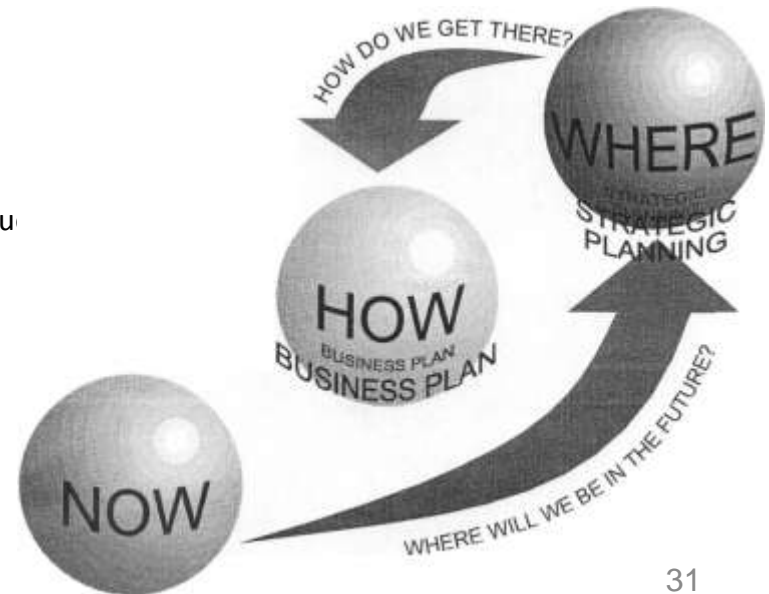 HOW DO WE GET THERE?
WHERE
STRATEGIC
STRATEGIC
PLANNING
HOW
BUSINESS PLAN
BUSINESS PLAN
NOW
WHERE WILL WE BE IN THE FUTURE?
31